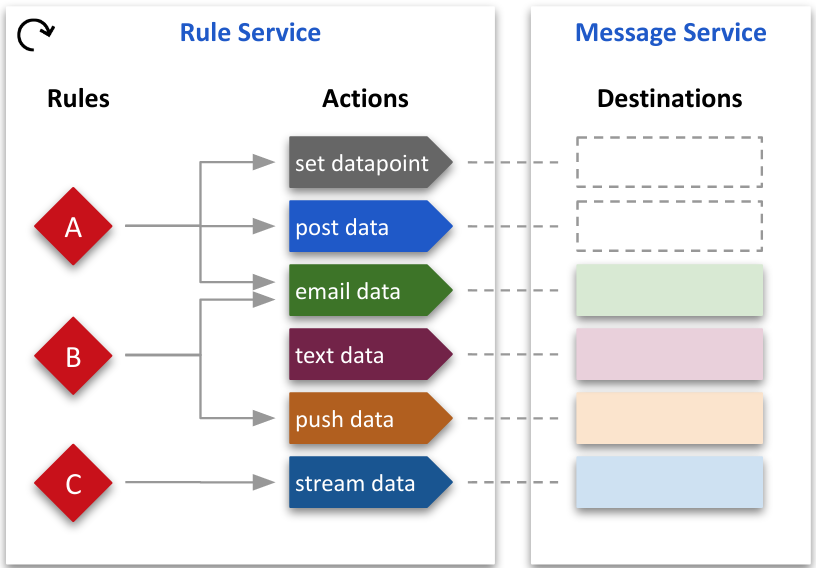 Rule Service
Message Service
Rules
Actions
Destinations
set datapoint
A
post data
email data
B
text data
push data
C
stream data